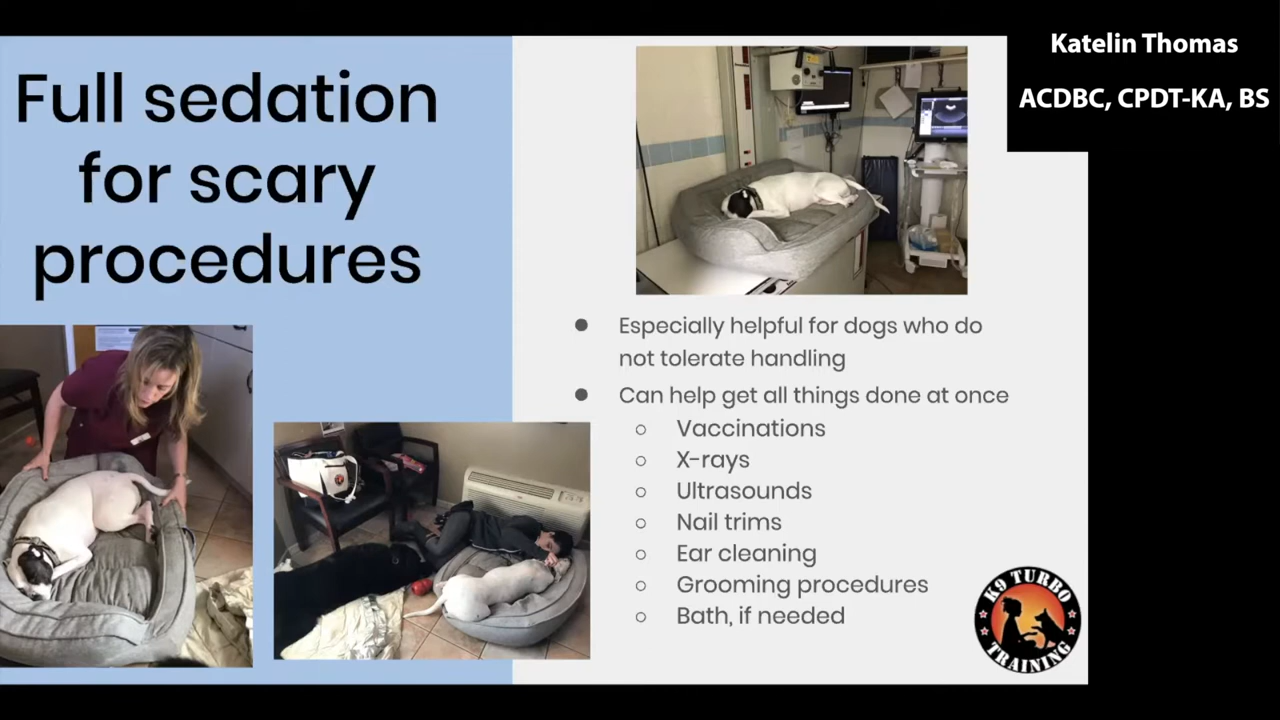 Full sedation
for scary
procedures
Katelin Thomas
ACDBC, CPDT-KA, BS
● Especially helpful for dogs who do
not tolerate handling
● Can help get all things done at once
○ Vaccinations
○ X-rays
○ Ultrasounds
○ Nail trims
○ Ear cleaning
○ Grooming procedures
○ Bath, if needed
K9 TURBO
TRAINING